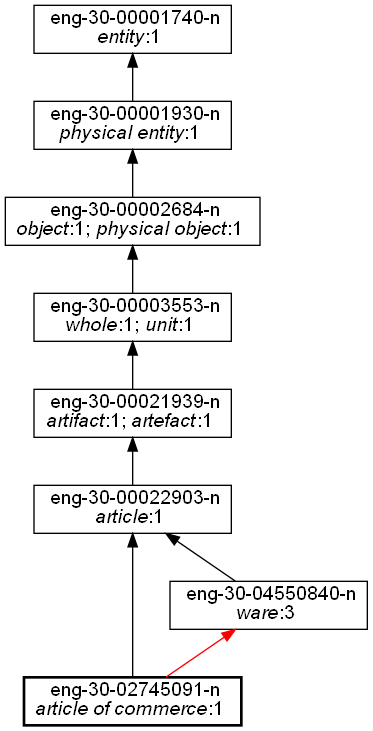 eng-30-00001740-n
entity:1
eng-30-00001930-n
physical entity:1
eng-30-00002684-n
object:1; physical object:1
eng-30-00003553-n
whole:1; unit:1
eng-30-00021939-n
artifact:1; artefact:1
eng-30-00022903-n
article:1
eng-30-04550840-n
ware:3
eng-30-02745091-n
article of commerce:1